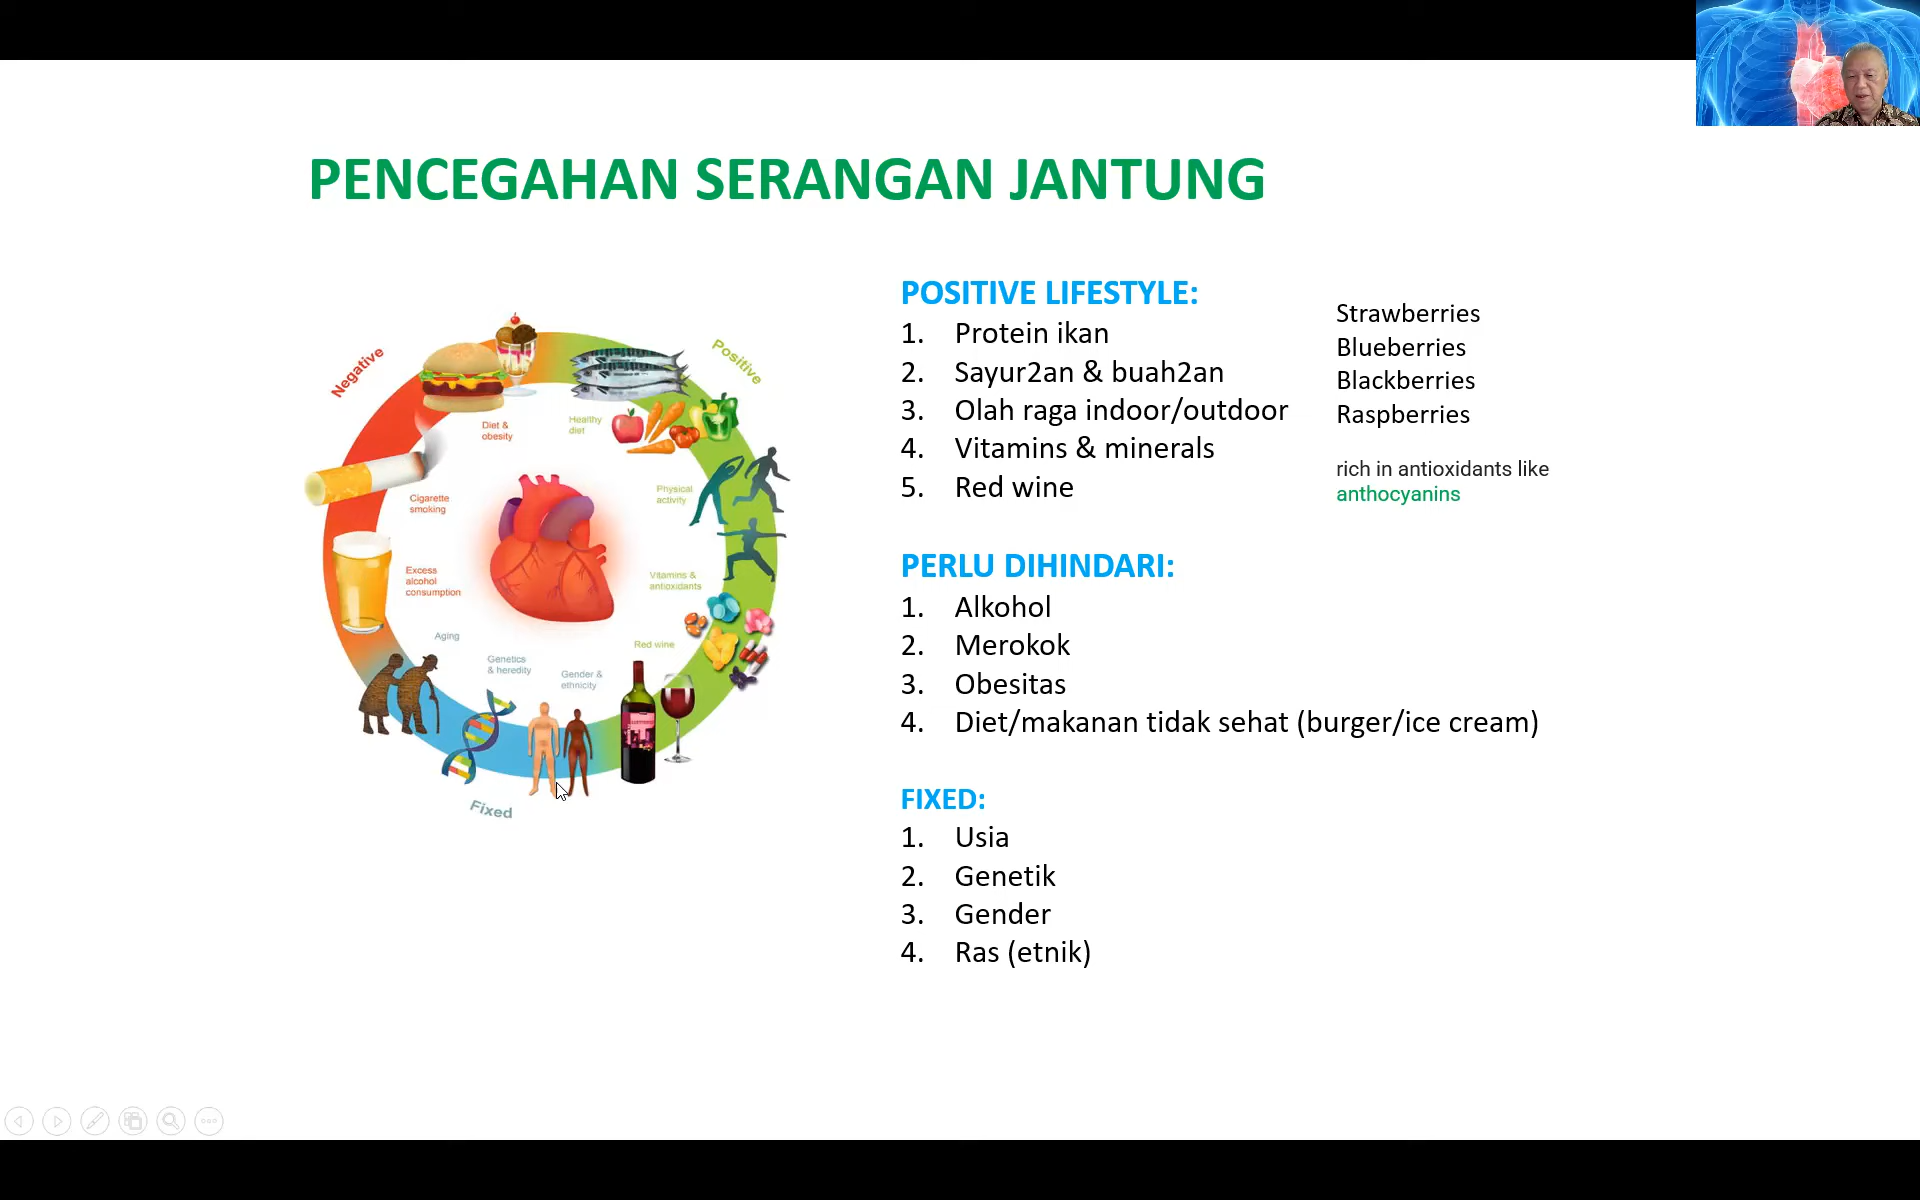 PENCEGAHAN SERANGAN JANTUNG
Negative
Positive
Diet &
obesity
Healthy
diet
Cigarette
smoking
Physical
activity
Excess
alcohol
consumption
Vitamins &
antioxidants
Aging
Genetics
& heredity
Gender &
ethnicity
Red wine
Fixed
POSITIVE LIFESTYLE:
1. Protein ikan
2. Sayur2an & buah2an
3. Olah raga indoor/outdoor
4. Vitamins & minerals
5. Red wine
Strawberries
Blueberries
Blackberries
Raspberries
rich in antioxidants like
anthocyanins
PERLU DIHINDARI:
1. Alkohol
2. Merokok
3. Obesitas
4. Diet/makanan tidak sehat (burger/ice cream)
FIXED:
1. Usia
2. Genetik
3. Gender
4. Ras (etnik)